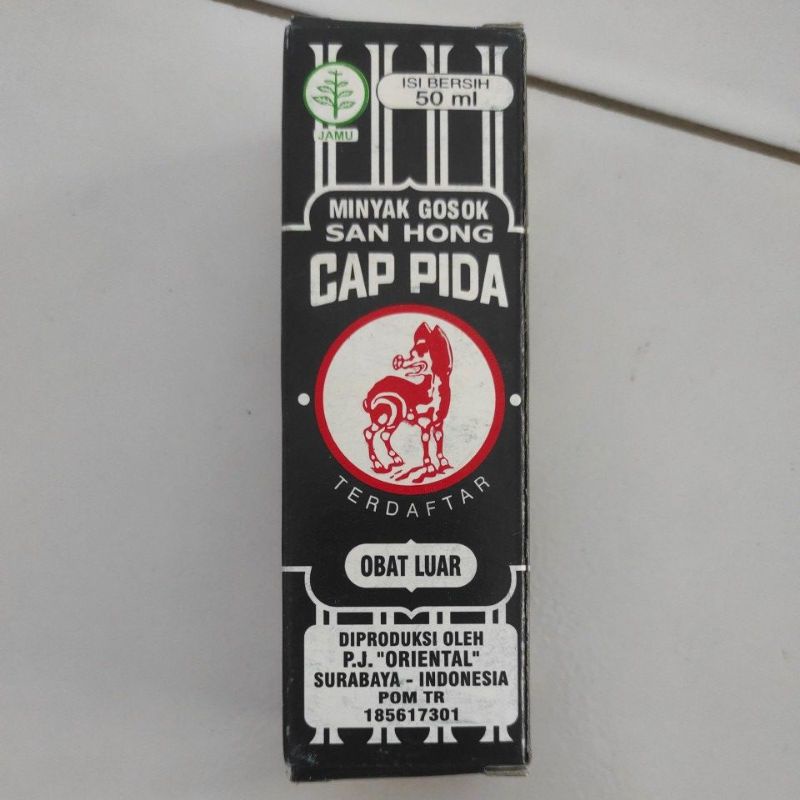 ISI BERSIH
50 ml
JAMU
MINYAK GOSOK
SAN HONG
CAP PIDA
TERDAFTAR
OBAT LUAR
DIPRODUKSI OLEH
P.J. "ORIENTAL"
SURABAYA - INDONESIA
POM TR
185617301